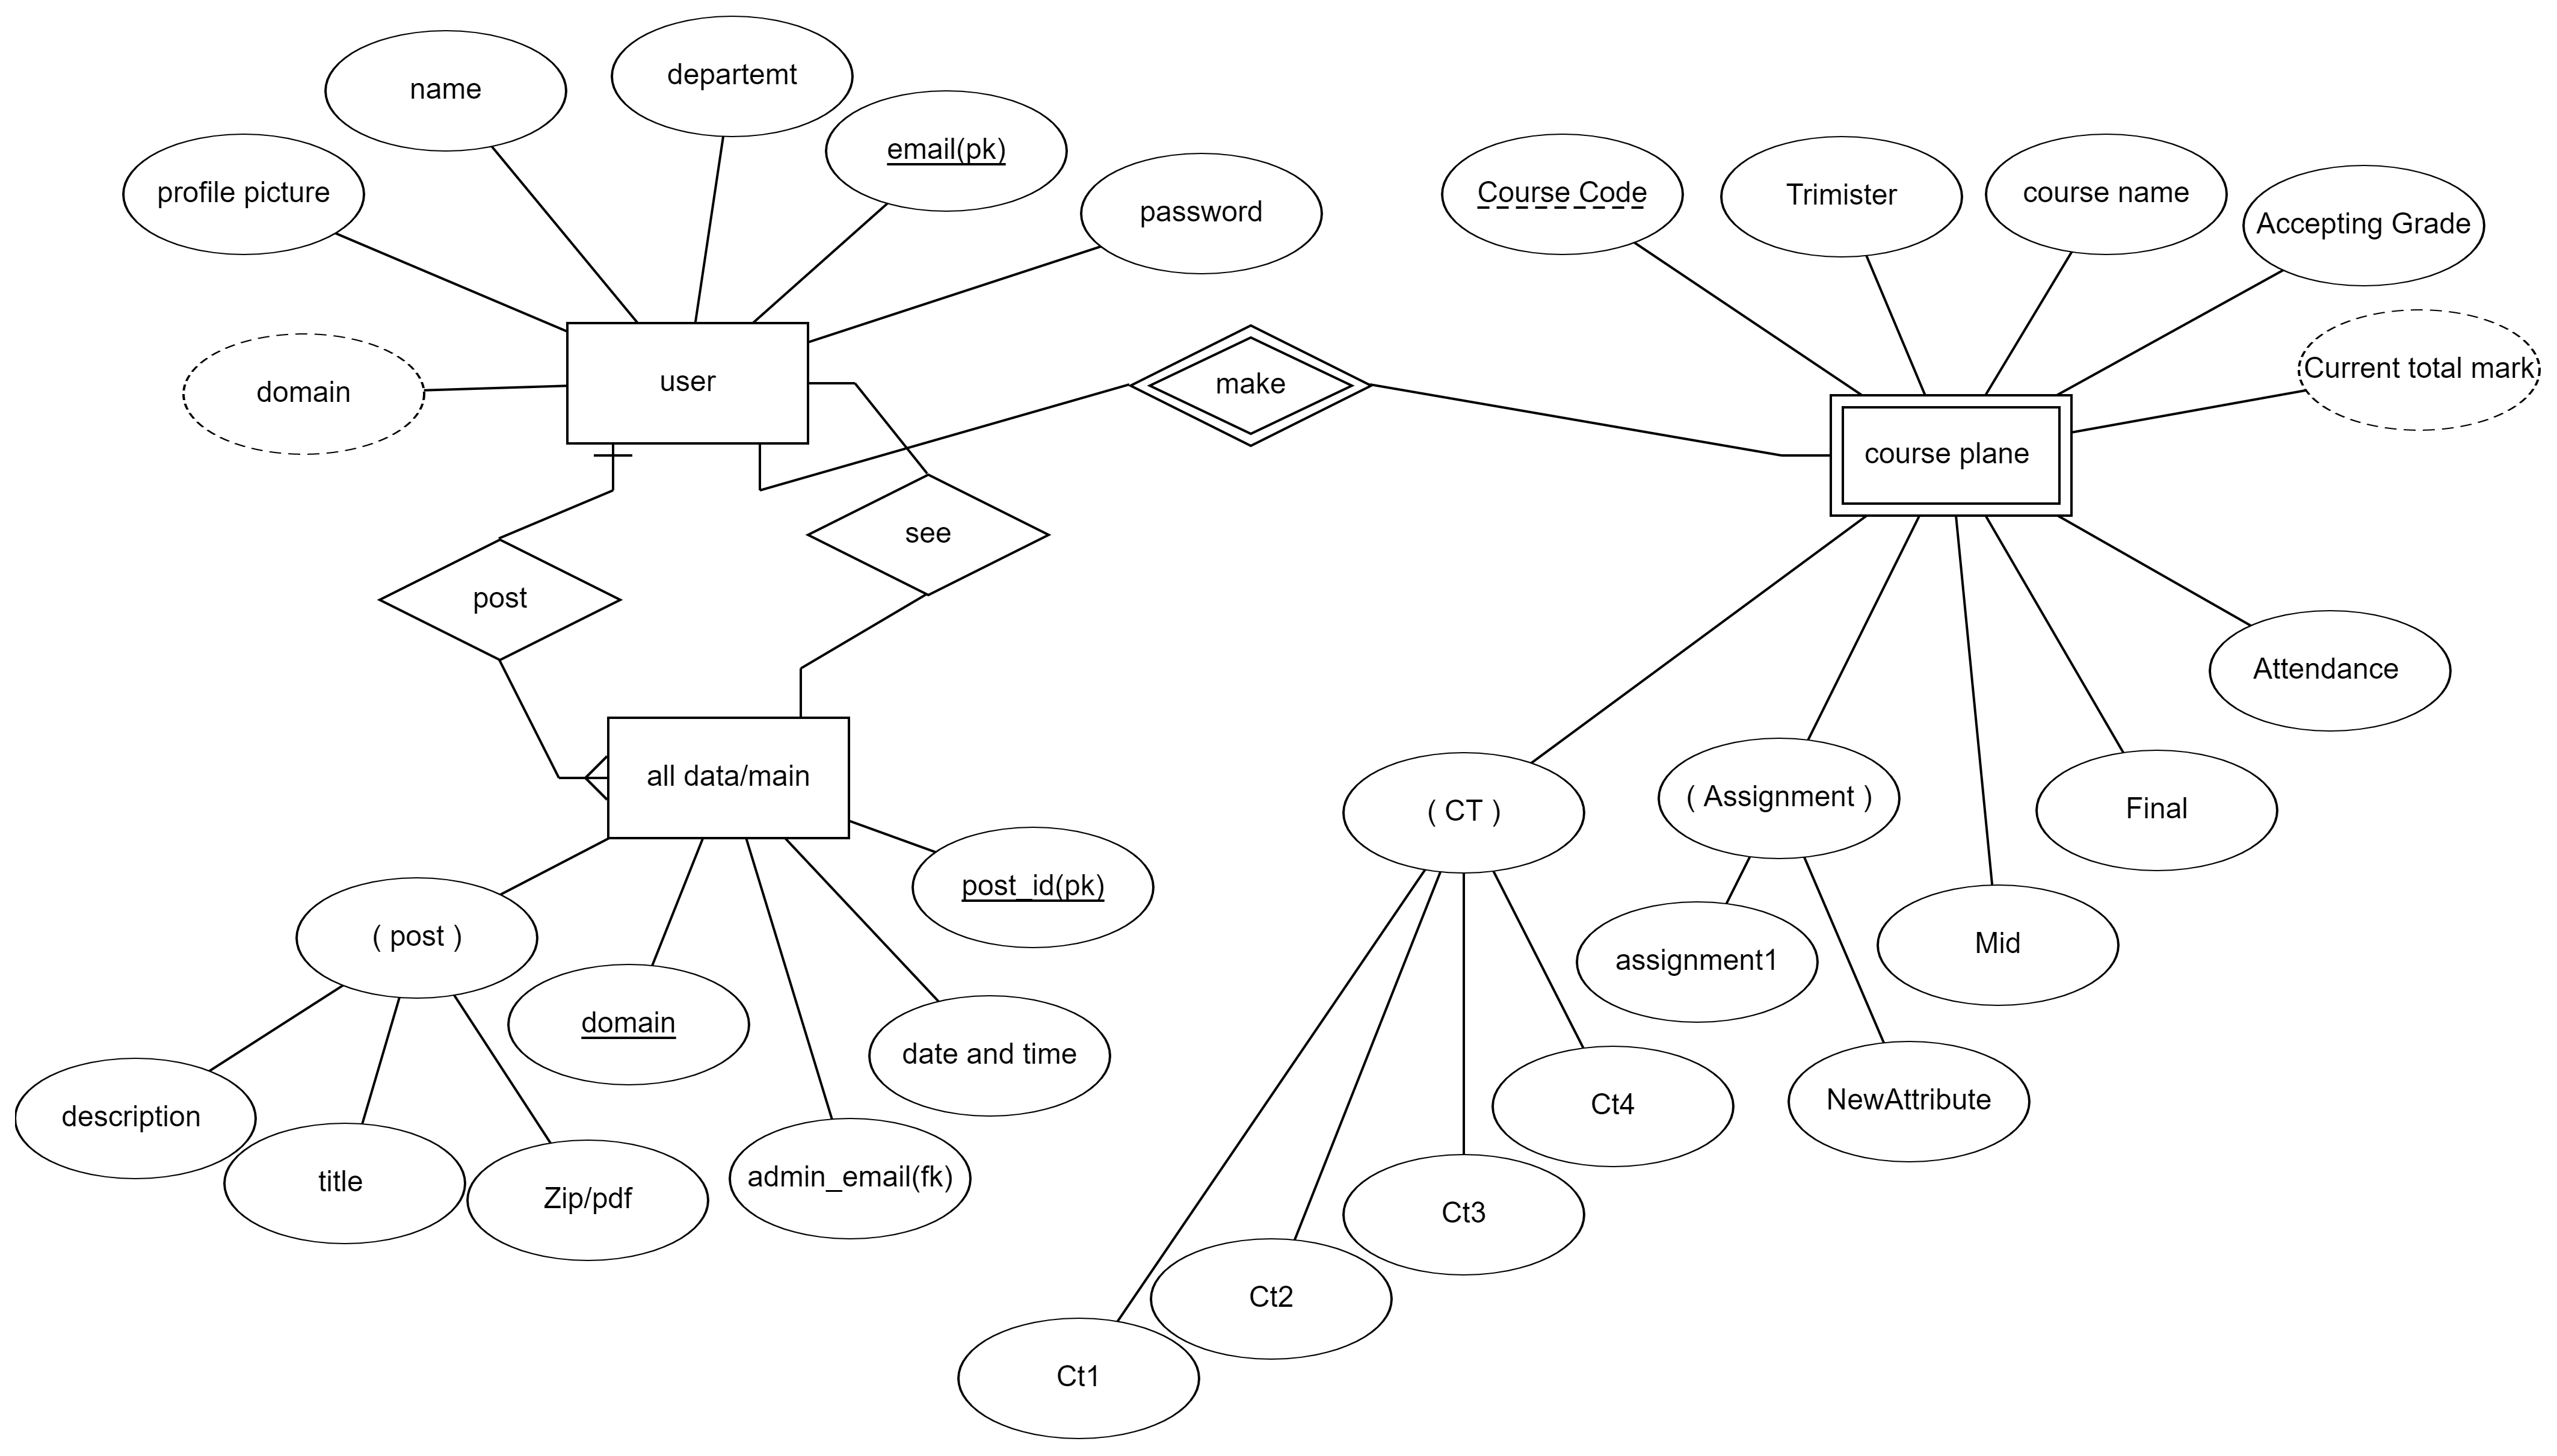 departemt
name
email(pk)
profile picture
Course Code
Trimister
course name
password
Accepting Grade
Current total mark
user
make
domain
course plane
see
post
Attendance
all data/main
( Assignment )
Final
( CT )
post_id(pk)
( post )
Mid
assignment1
domain
date and time
NewAttribute
Ct4
description
admin_email(fk)
title
Zip/pdf
Ct3
Ct2
Ct1